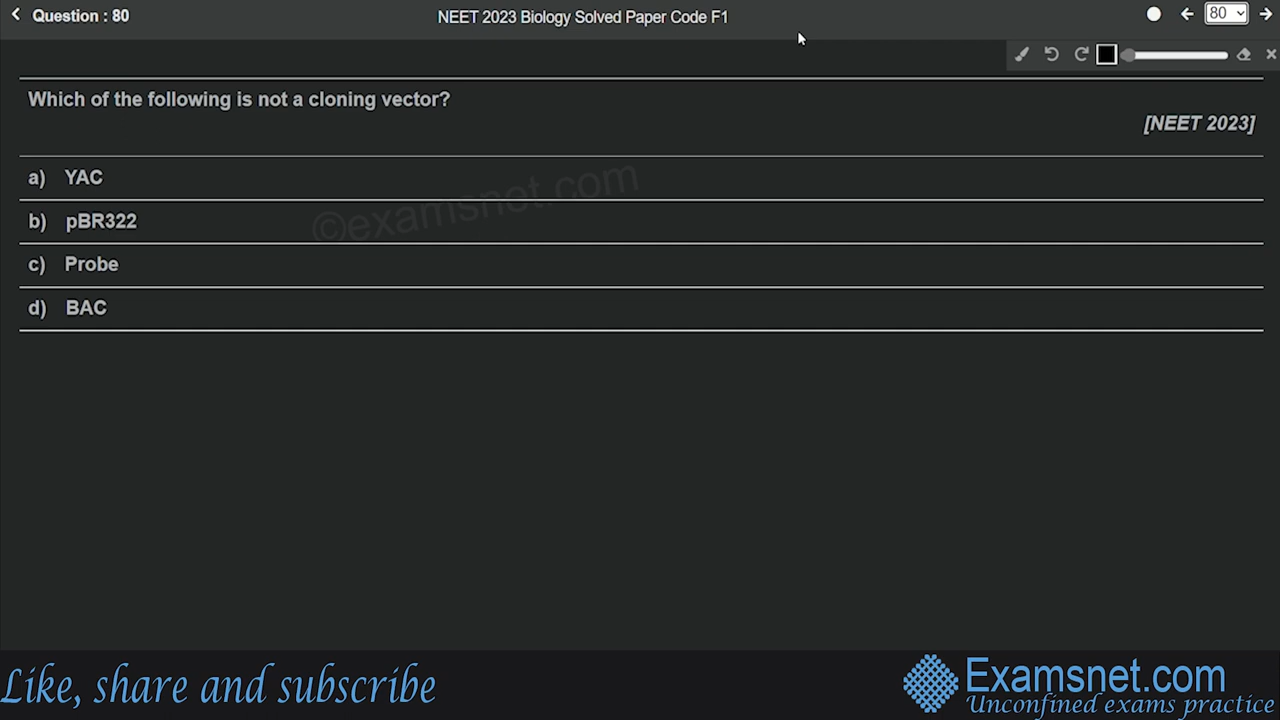 Question : 80
NEET 2023 Biology Solved Paper Code F1
80
Which of the following is not a cloning vector?
[NEET 2023]
a) YAC
b) pBR322
c) Probe
d) BAC
©examsnet.com
Like, share and subscribe
Examsnet.com
Unconfined exams practice